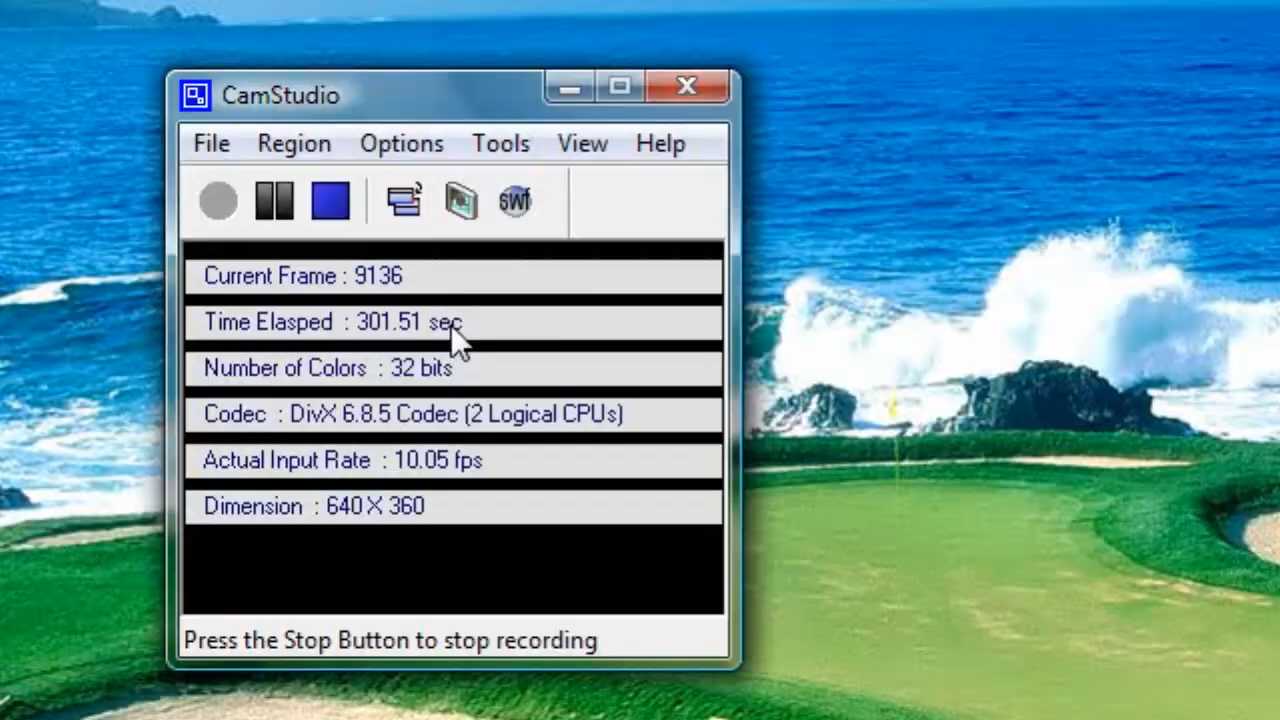 CamStudio
File Region Options Tools View Help
swf
Current Frame : 9136
Time Elasped : 301.51 sec
Number of Colors : 32 bits
Codec : DivX 6.8.5 Codec (2 Logical CPUs)
Actual Input Rate : 10.05 fps
Dimension : 640 X 360
Press the Stop Button to stop recording